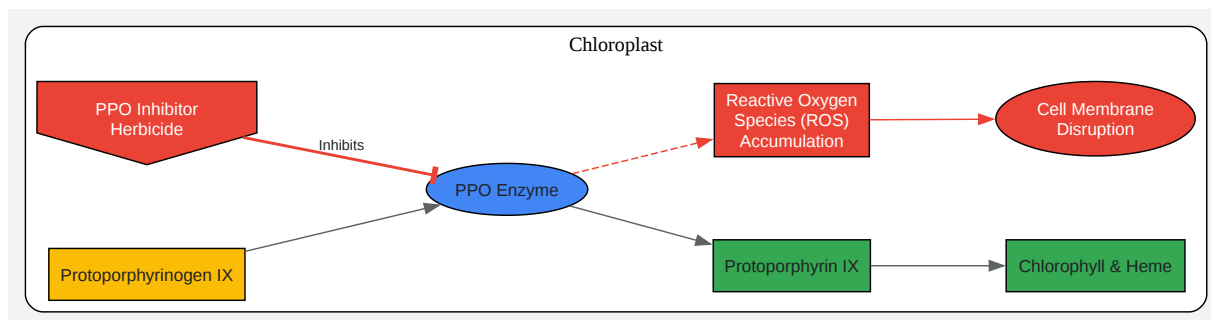 Chloroplast
PPO Inhibitor
Herbicide
Inhibits
PPO Enzyme
Reactive Oxygen
Species (ROS)
Accumulation
Cell Membrane
Disruption
Protoporphyrinogen IX
Protoporphyrin IX
Chlorophyll & Heme